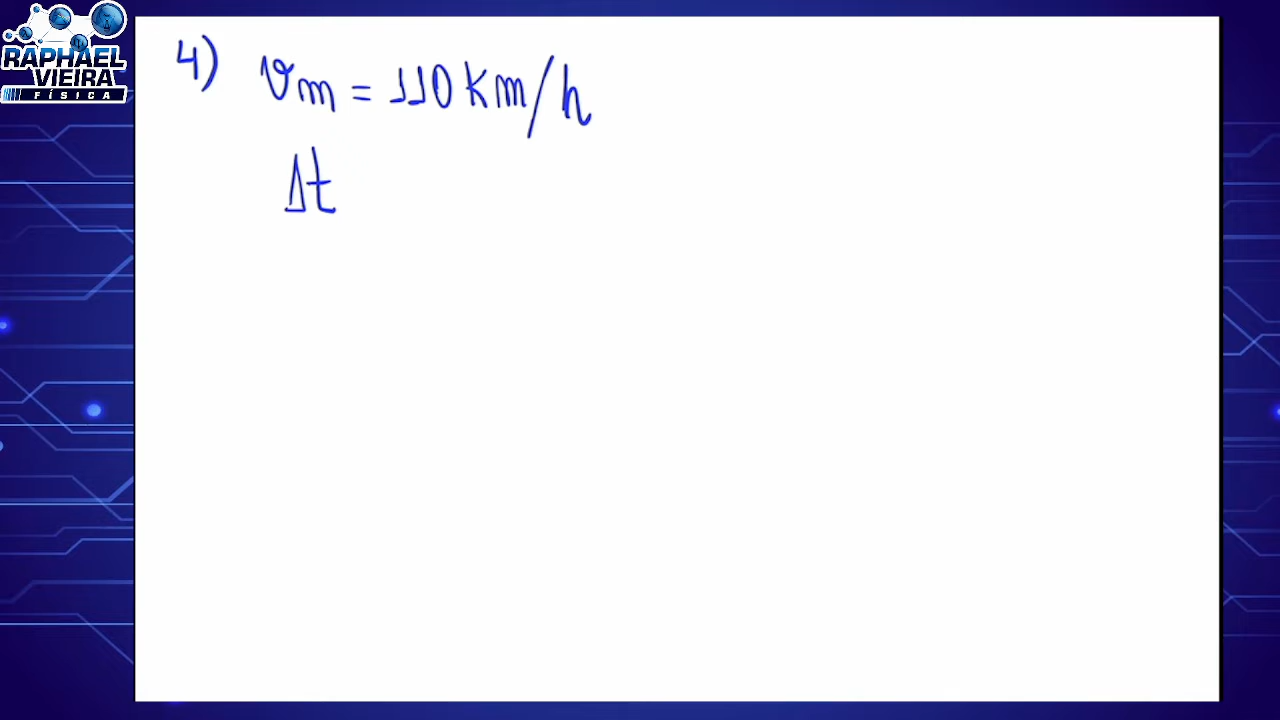 RAPHAEL
VIEIRA
FÍSICA
4) vm = 110 km/h
Δt